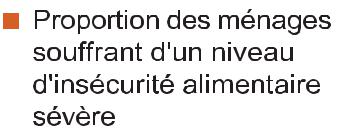 Proportion des ménages
souffrant d'un niveau
d'insécurité alimentaire
sévère